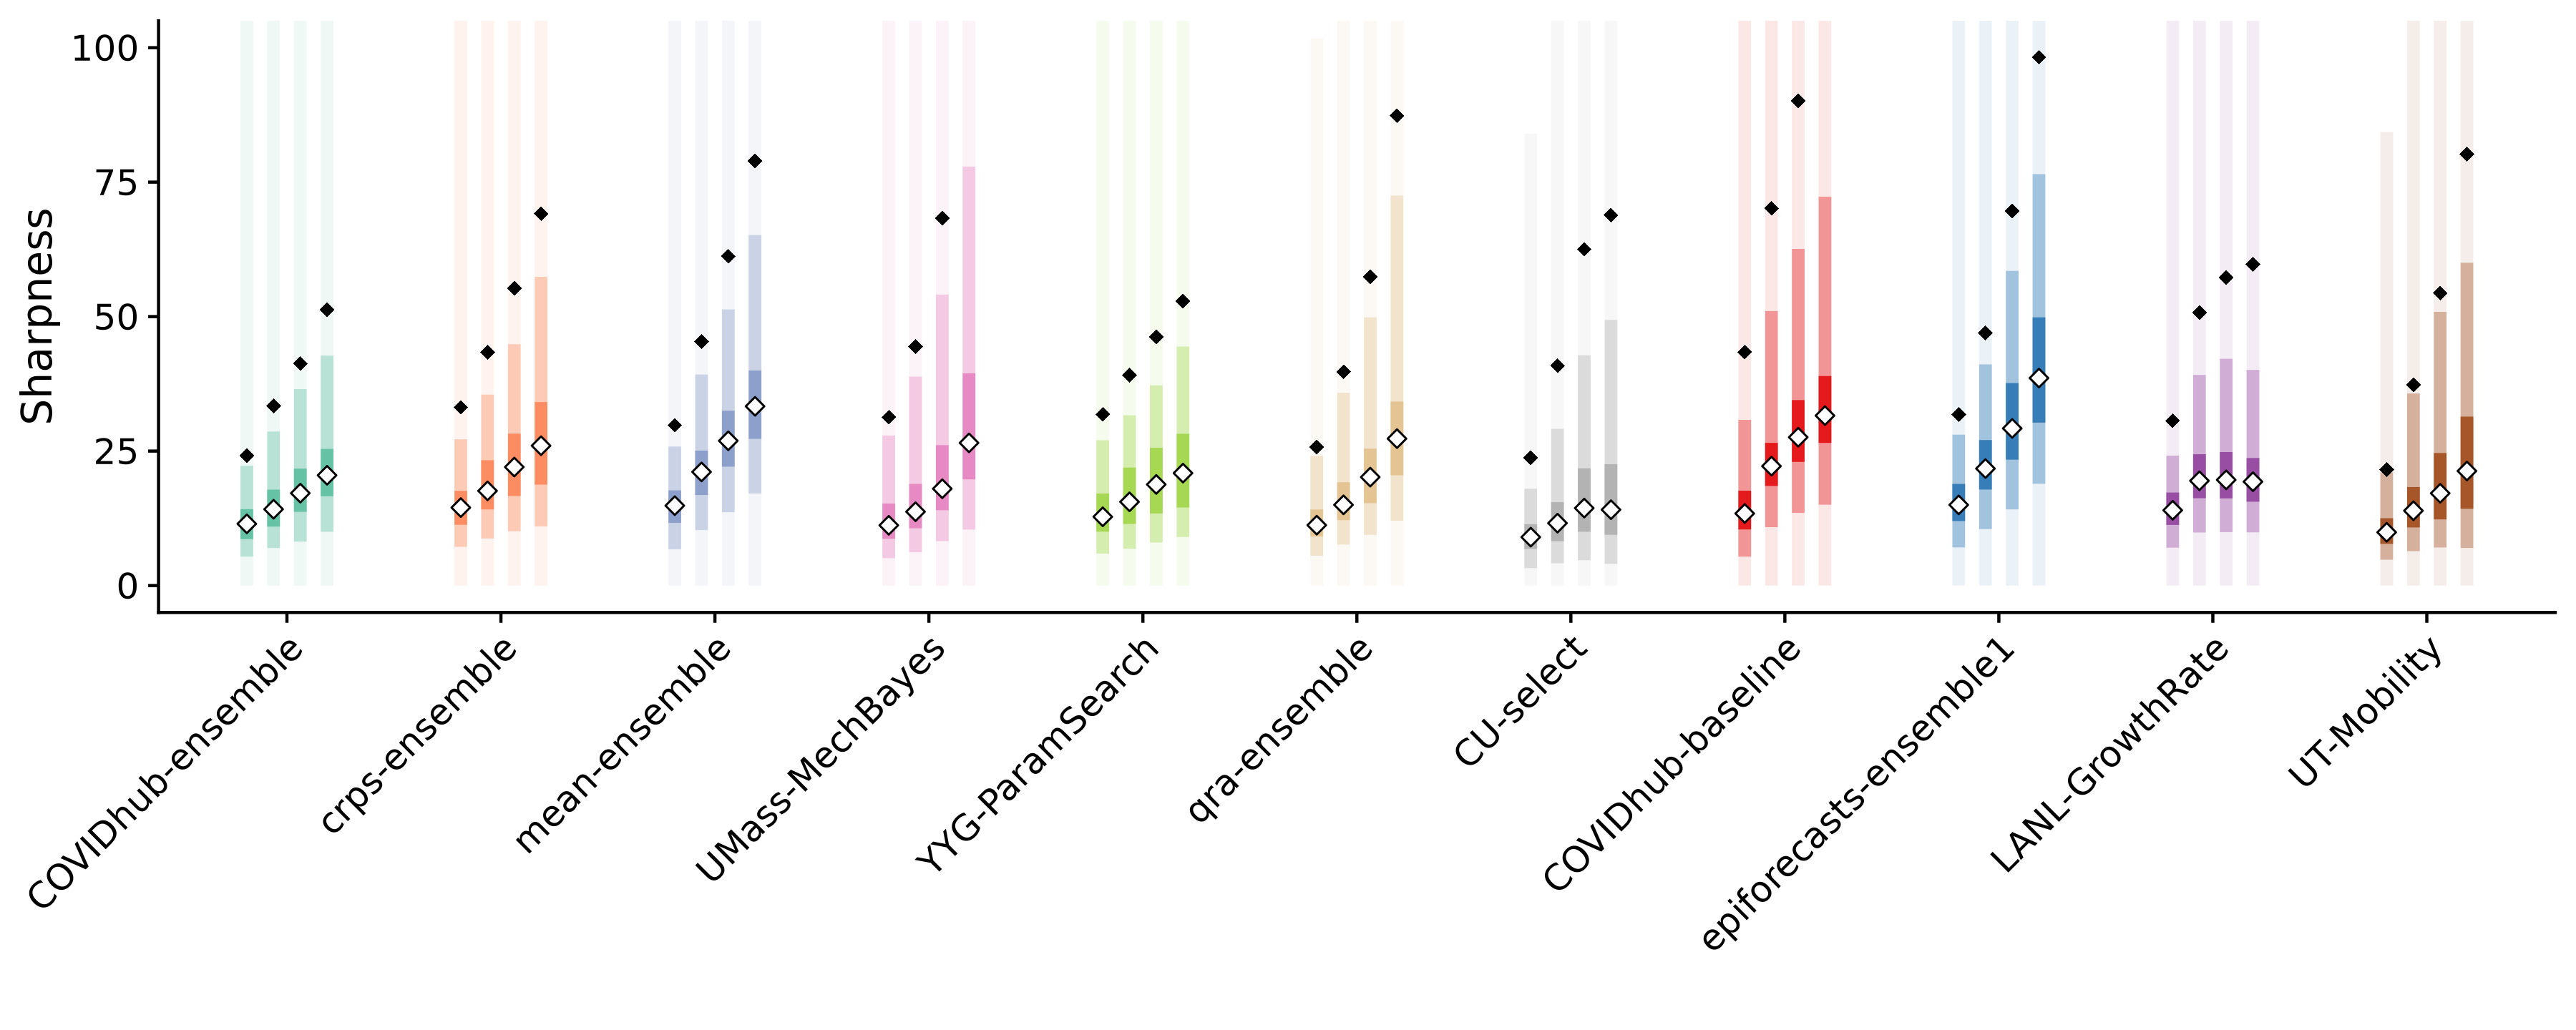 Sharpness
100
75
50
25
0
COVIDhub-ensemble
crps-ensemble
mean-ensemble
UMass-MechBayes
YYG-ParamSearch
qra-ensemble
CU-select
COVIDhub-baseline
epiforecasts-ensemble1
LANL-GrowthRate
UT-Mobility